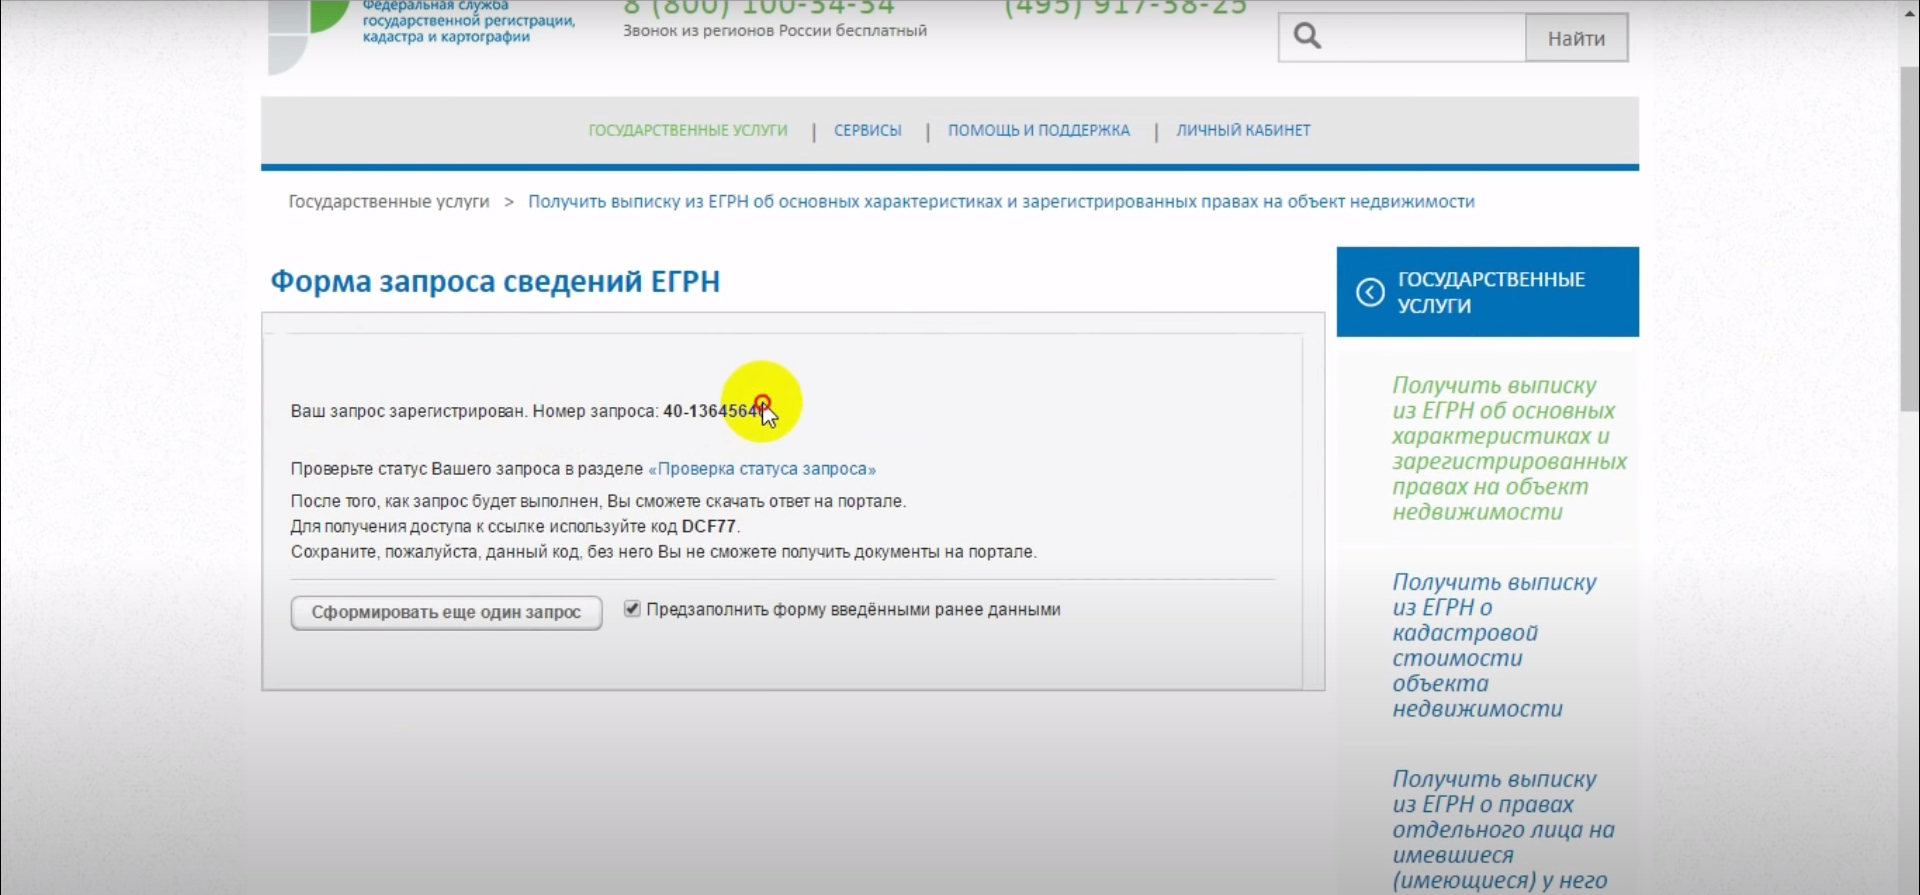 Федеральная служба
государственной регистрации,
кадастра и картографии
8 (800) 100-34-34
(495) 917-38-25
Звонок из регионов России бесплатный
Найти
ГОСУДАРСТВЕННЫЕ УСЛУГИ | СЕРВИСЫ | ПОМОЩЬ И ПОДДЕРЖКА | ЛИЧНЫЙ КАБИНЕТ
Государственные услуги > Получить выписку из ЕГРН об основных характеристиках и зарегистрированных правах на объект недвижимости
Форма запроса сведений ЕГРН
Ваш запрос зарегистрирован. Номер запроса:
Проверьте статус Вашего запроса в разделе «Проверка статуса запроса»
После того, как запрос будет выполнен, Вы сможете скачать ответ на портале.
Для получения доступа к ссылке используйте код DCF77.
Сохраните, пожалуйста, данный код, без него Вы не сможете получить документы на портале.
Сформировать еще один запрос
Предзаполнить форму введёнными ранее данными
ГОСУДАРСТВЕННЫЕ
УСЛУГИ
Получить выписку
из ЕГРН об основных
характеристиках и
зарегистрированных
правах на объект
недвижимости
Получить выписку
из ЕГРН о
кадастровой
стоимости
объекта
недвижимости
Получить выписку
из ЕГРН о правах
отдельного лица на
имевшиеся
(имеющиеся) у него